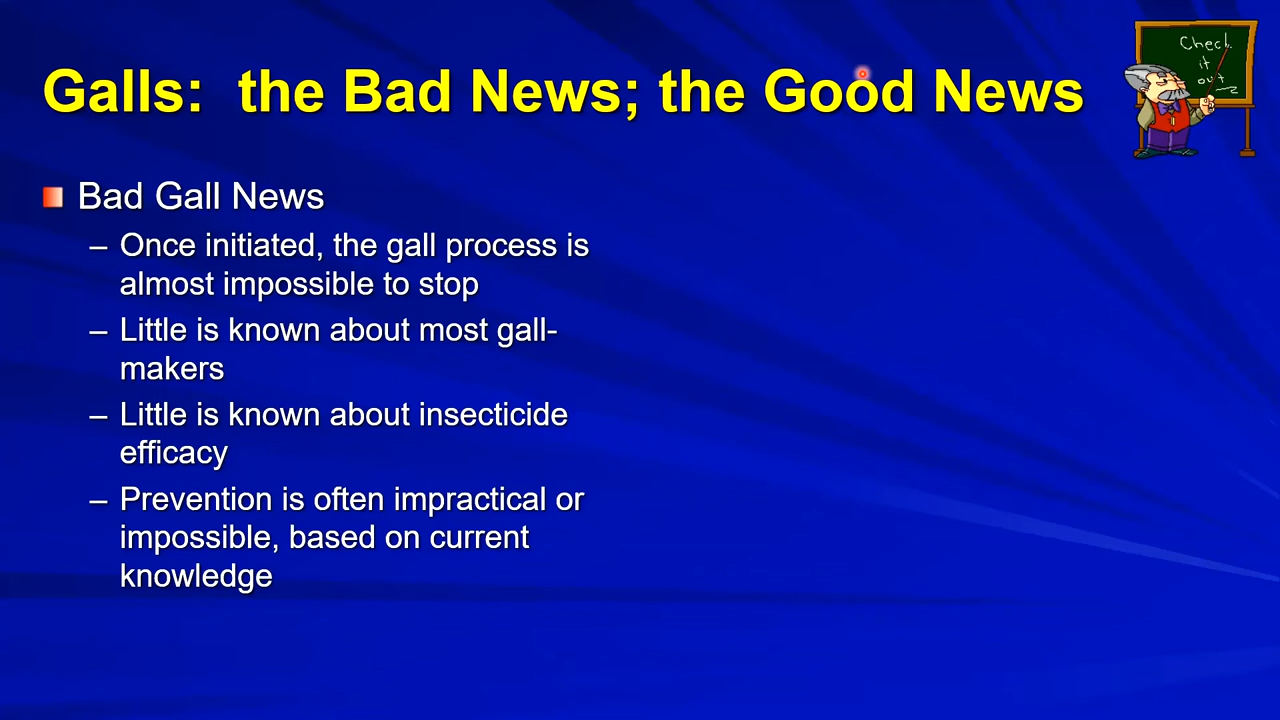 Galls: the Bad News; the Good News
Check
it
out
Bad Gall News
– Once initiated, the gall process is
almost impossible to stop
– Little is known about most gall-
makers
– Little is known about insecticide
efficacy
– Prevention is often impractical or
impossible, based on current
knowledge